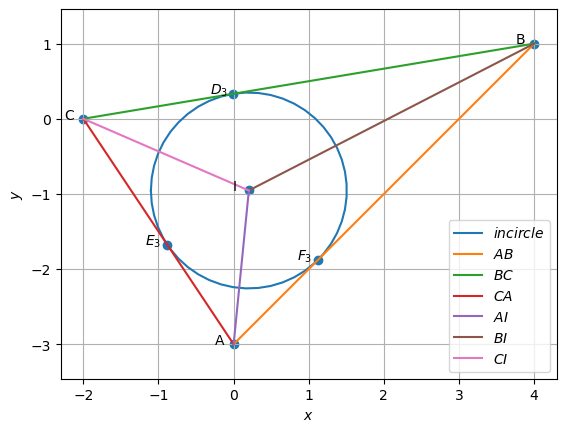 B
1
D₃
C
0
I
−1
E₃
F₃
−2
A
−3
y
incircle
AB
BC
CA
AI
BI
CI
−2 −1 0 1 2 3 4
x